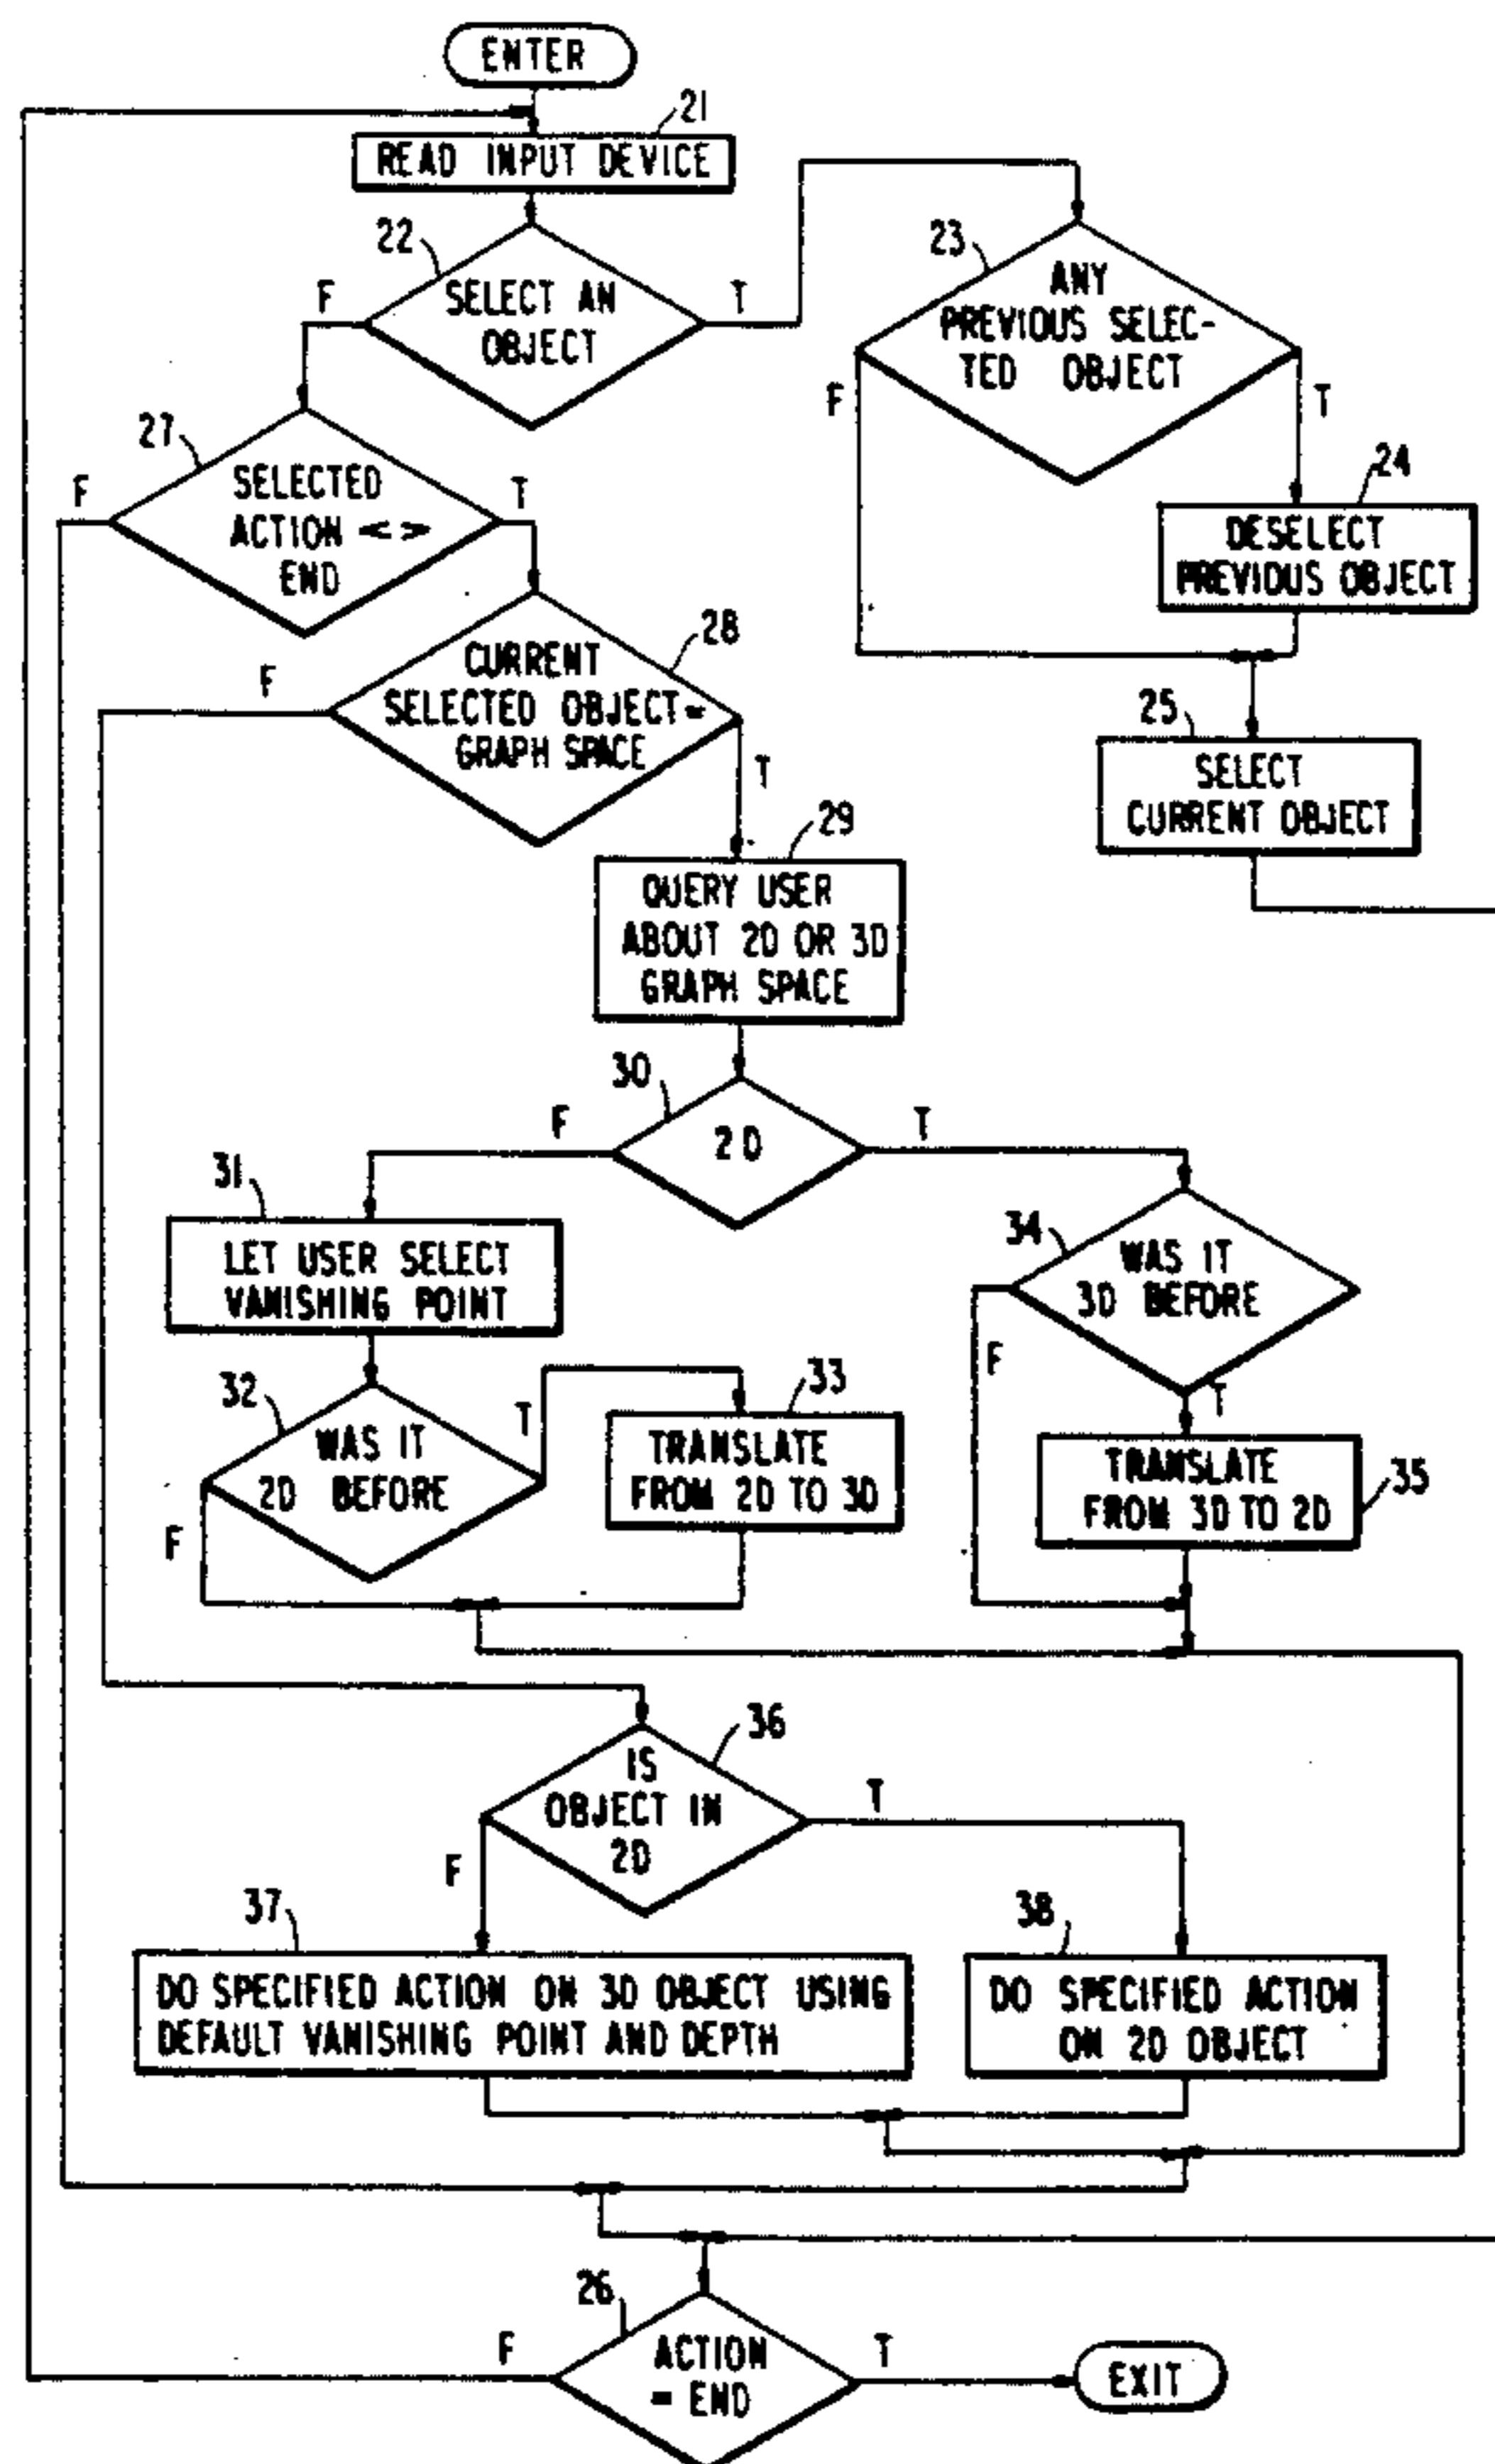 ENTER
21
READ INPUT DEVICE
22
SELECT AN
OBJECT
F
T
23
ANY
PREVIOUS SELEC-
TED OBJECT
F
T
24
DESELECT
PREVIOUS OBJECT
25
SELECT
CURRENT OBJECT
27
SELECTED
ACTION <>
END
F
T
28
CURRENT
SELECTED OBJECT=
GRAPH SPACE
F
T
29
QUERY USER
ABOUT 2D OR 3D
GRAPH SPACE
30
2D
F
T
31
LET USER SELECT
VANISHING POINT
32
WAS IT
2D BEFORE
F
T
33
TRANSLATE
FROM 2D TO 3D
34
WAS IT
3D BEFORE
F
T
TRANSLATE
FROM 3D TO 2D
35
36
IS
OBJECT IN
2D
F
T
37
DO SPECIFIED ACTION ON 3D OBJECT USING
DEFAULT VANISHING POINT AND DEPTH
38
DO SPECIFIED ACTION
ON 2D OBJECT
26
ACTION
= END
F
T
EXIT